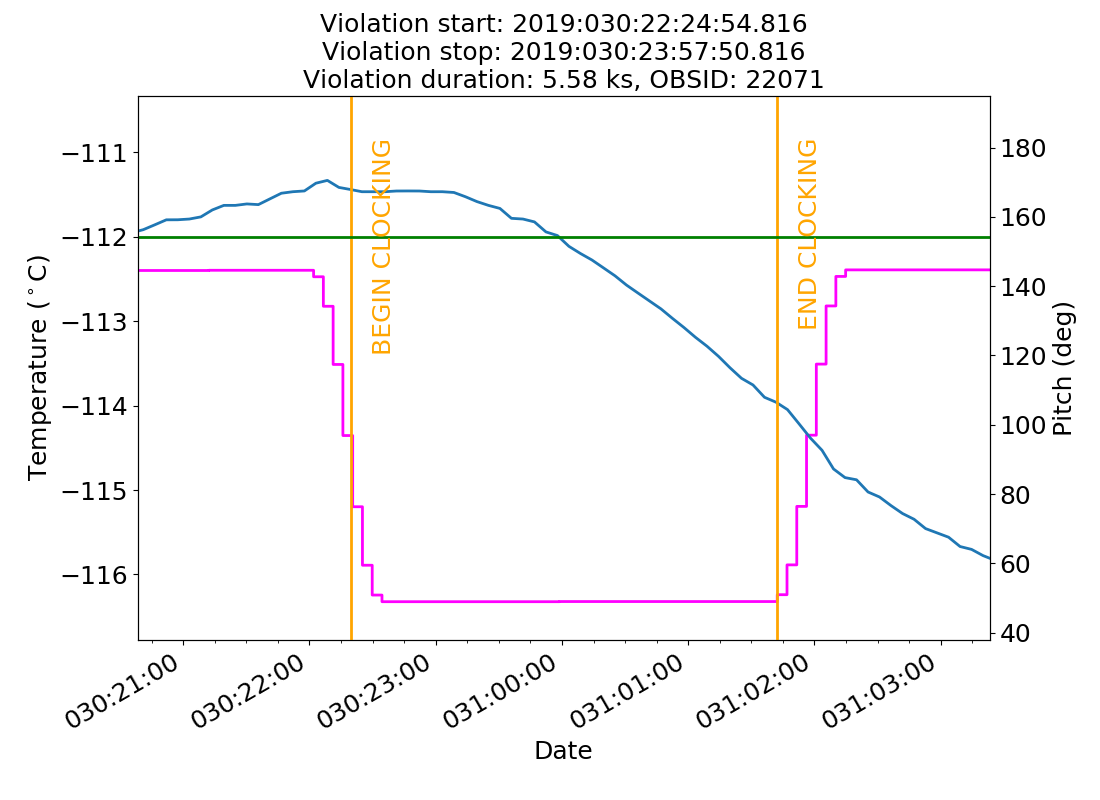 Violation start: 2019:030:22:24:54.816
Violation stop: 2019:030:23:57:50.816
Violation duration: 5.58 ks, OBSID: 22071
−111
−112
−113
−114
−115
−116
Temperature (°C)
BEGIN CLOCKING
END CLOCKING
180
160
140
120
100
80
60
40
Pitch (deg)
030:21:00
030:22:00
030:23:00
031:00:00
031:01:00
031:02:00
031:03:00
Date